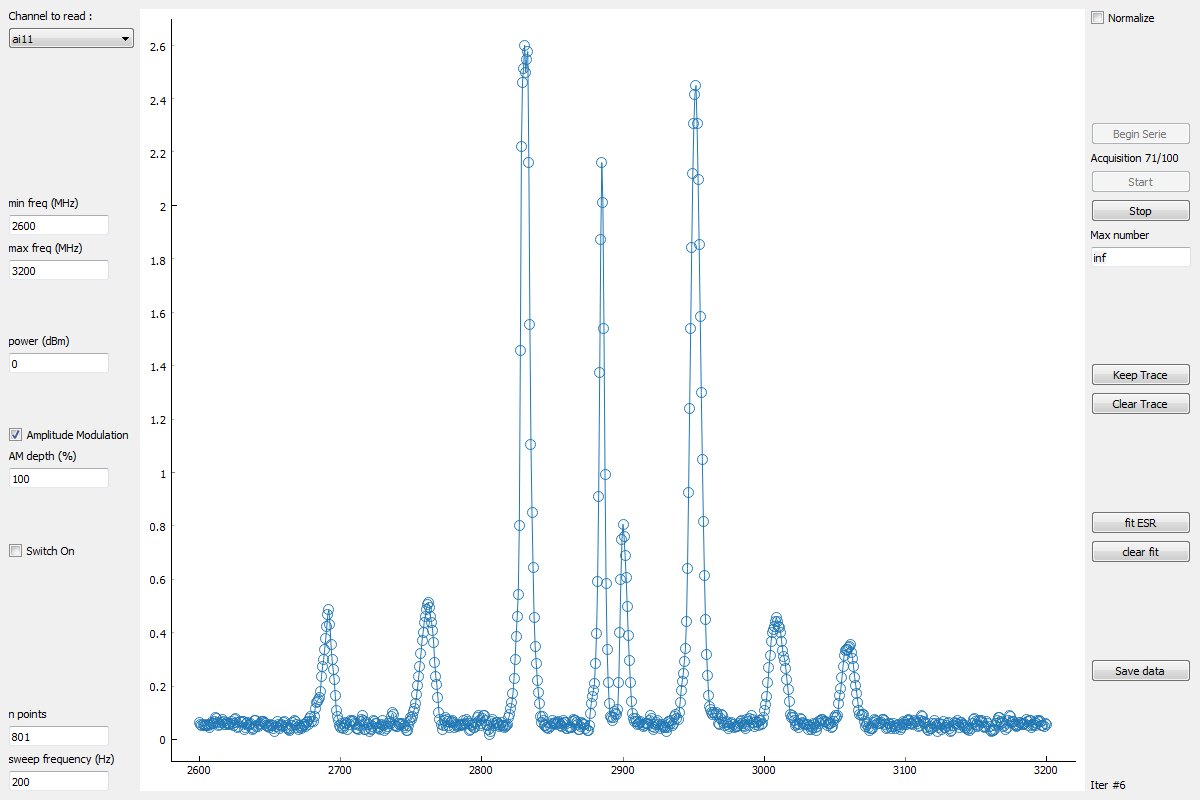 Channel to read :
ai11
min freq (MHz)
2600
max freq (MHz)
3200
power (dBm)
0
Amplitude Modulation
AM depth (%)
100
Switch On
n points
801
sweep frequency (Hz)
200
2.6
2.4
2.2
2
1.8
1.6
1.4
1.2
1
0.8
0.6
0.4
0.2
0
2600 2700 2800 2900 3000 3100 3200
Normalize
Begin Serie
Acquisition 71/100
Start
Stop
Max number
inf
Keep Trace
Clear Trace
fit ESR
clear fit
Save data
Iter #6